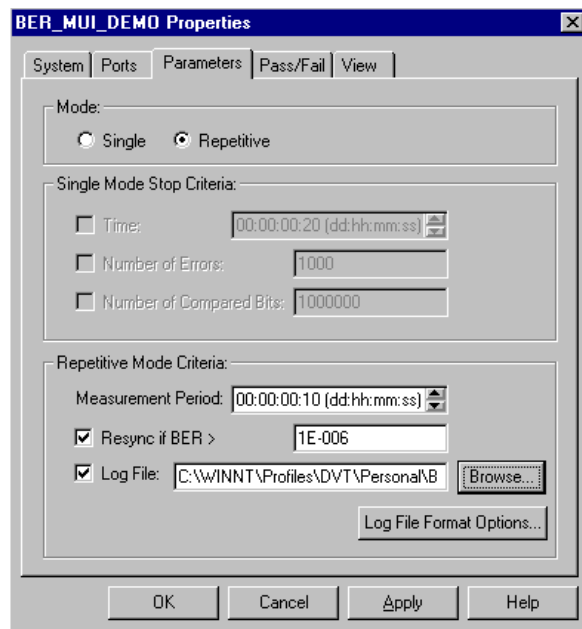 BER_MUI_DEMO Properties
System Ports Parameters Pass/Fail View
Mode:
Single Repetitive
Single Mode Stop Criteria:
Time: 00:00:00:20 (dd:hh:mm:ss)
Number of Errors: 1000
Number of Compared Bits: 1000000
Repetitive Mode Criteria:
Measurement Period: 00:00:00:10 (dd:hh:mm:ss)
Resync if BER > 1E-006
Log File: C:\WINNT\Profiles\DVT\Personal\B Browse...
Log File Format Options...
OK Cancel Apply Help